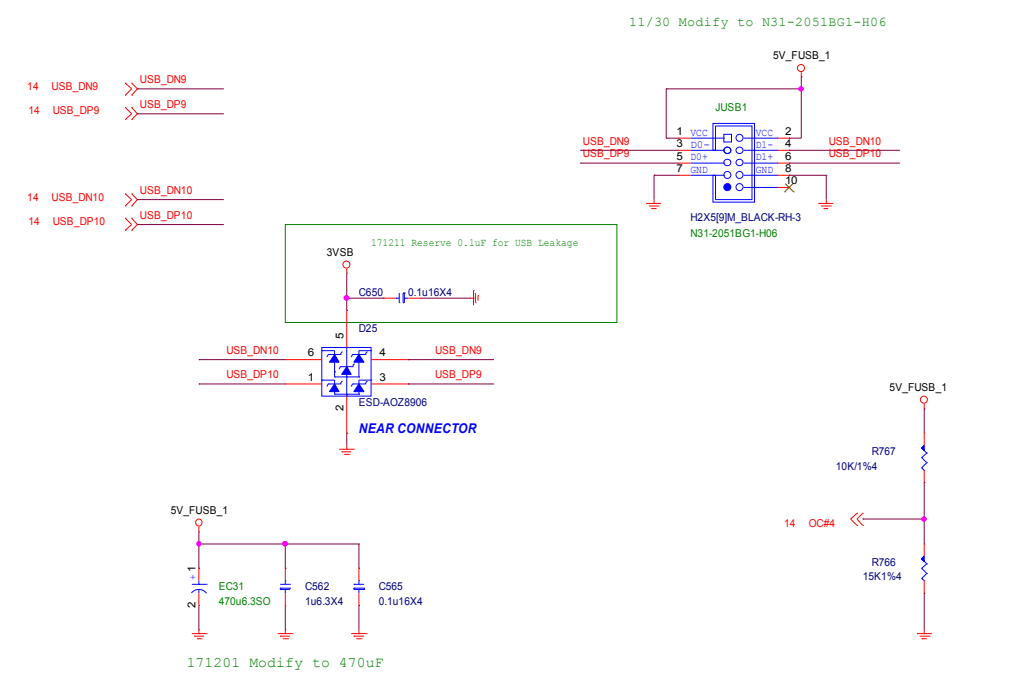 11/30 Modify to N31-2051BG1-H06
5V_FUSB_1
JUSB1
1 VCC VCC 2
USB_DN9 3 D0- D1- 4 USB_DN10
USB_DP9 5 D0+ D1+ 6 USB_DP10
7 GND GND 8
10
H2X5[9]M_BLACK-RH-3
N31-2051BG1-H06
14 USB_DN9 USB_DN9
14 USB_DP9 USB_DP9
14 USB_DN10 USB_DN10
14 USB_DP10 USB_DP10
171211 Reserve 0.1uF for USB Leakage
3VSB
C650 0.1u16X4
D25
5
USB_DN10 6 4 USB_DN9
USB_DP10 1 3 USB_DP9
2
ESD-AOZ8906
NEAR CONNECTOR
5V_FUSB_1
R767
10K/1%4
14 OC#4
R766
15K1%4
5V_FUSB_1
1
+
2
EC31
470u6.3SO
C562
1u6.3X4
C565
0.1u16X4
171201 Modify to 470uF